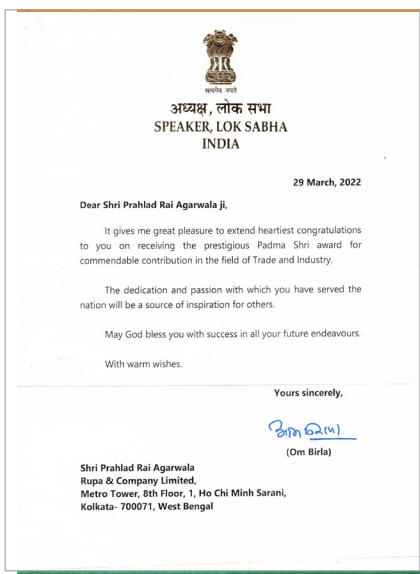 सत्यमेव जयते
अध्यक्ष, लोक सभा
SPEAKER, LOK SABHA
INDIA
29 March, 2022
Dear Shri Prahlad Rai Agarwala ji,
It gives me great pleasure to extend heartiest congratulations
to you on receiving the prestigious Padma Shri award for
commendable contribution in the field of Trade and Industry.
The dedication and passion with which you have served the
nation will be a source of inspiration for others.
May God bless you with success in all your future endeavours.
With warm wishes.
Yours sincerely,
(Om Birla)
Shri Prahlad Rai Agarwala
Rupa & Company Limited,
Metro Tower, 8th Floor, 1, Ho Chi Minh Sarani,
Kolkata- 700071, West Bengal